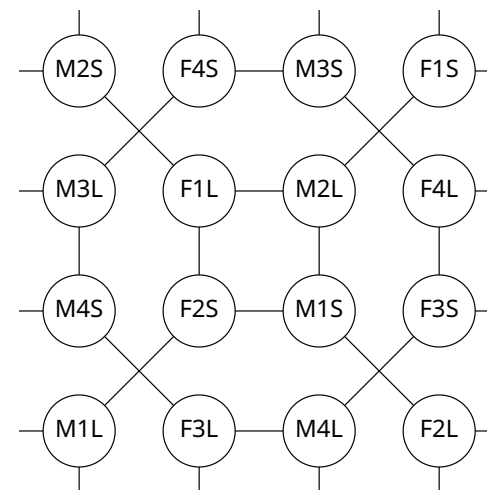 M2S F4S M3S F1S
M3L F1L M2L F4L
M4S F2S M1S F3S
M1L F3L M4L F2L